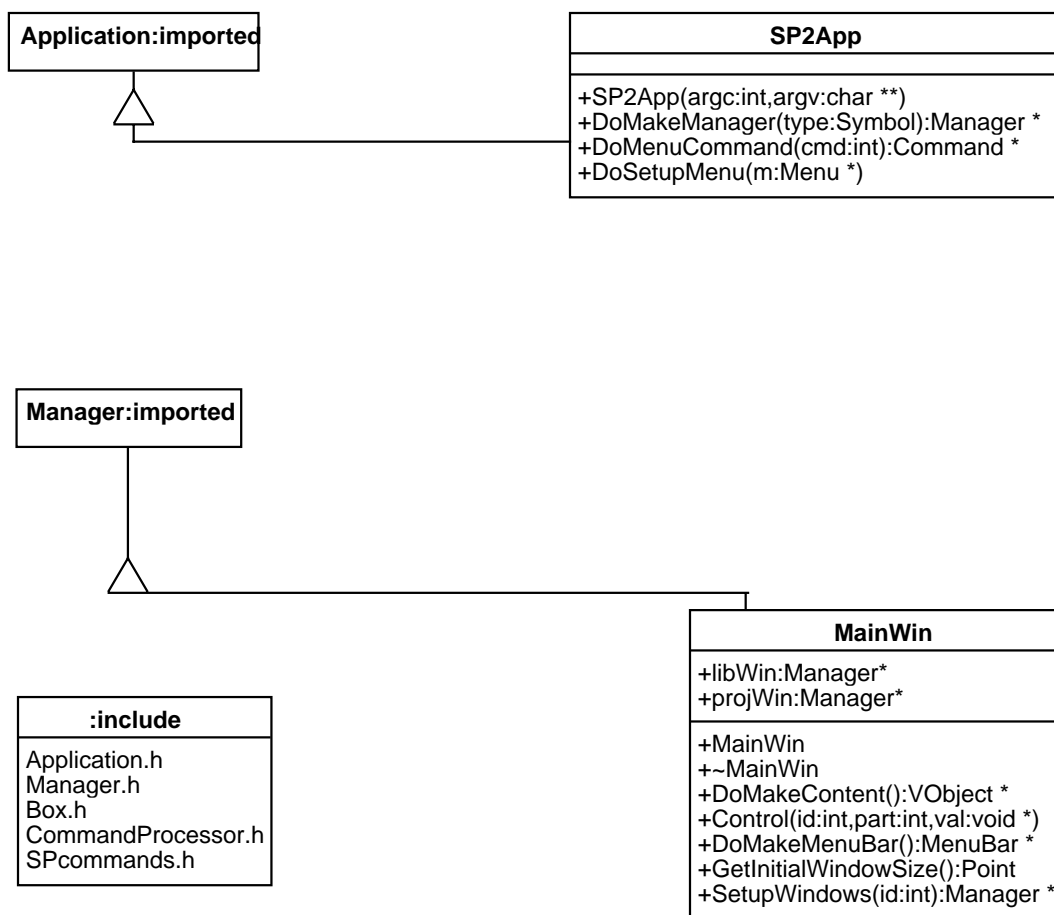 Application:imported
SP2App
+SP2App(argc:int,argv:char **)
+DoMakeManager(type:Symbol):Manager *
+DoMenuCommand(cmd:int):Command *
+DoSetupMenu(m:Menu *)
Manager:imported
MainWin
+libWin:Manager*
+projWin:Manager*
+MainWin
+~MainWin
+DoMakeContent():VObject *
+Control(id:int,part:int,val:void *)
+DoMakeMenuBar():MenuBar *
+GetInitialWindowSize():Point
+SetupWindows(id:int):Manager *
:include
Application.h
Manager.h
Box.h
CommandProcessor.h
SPcommands.h